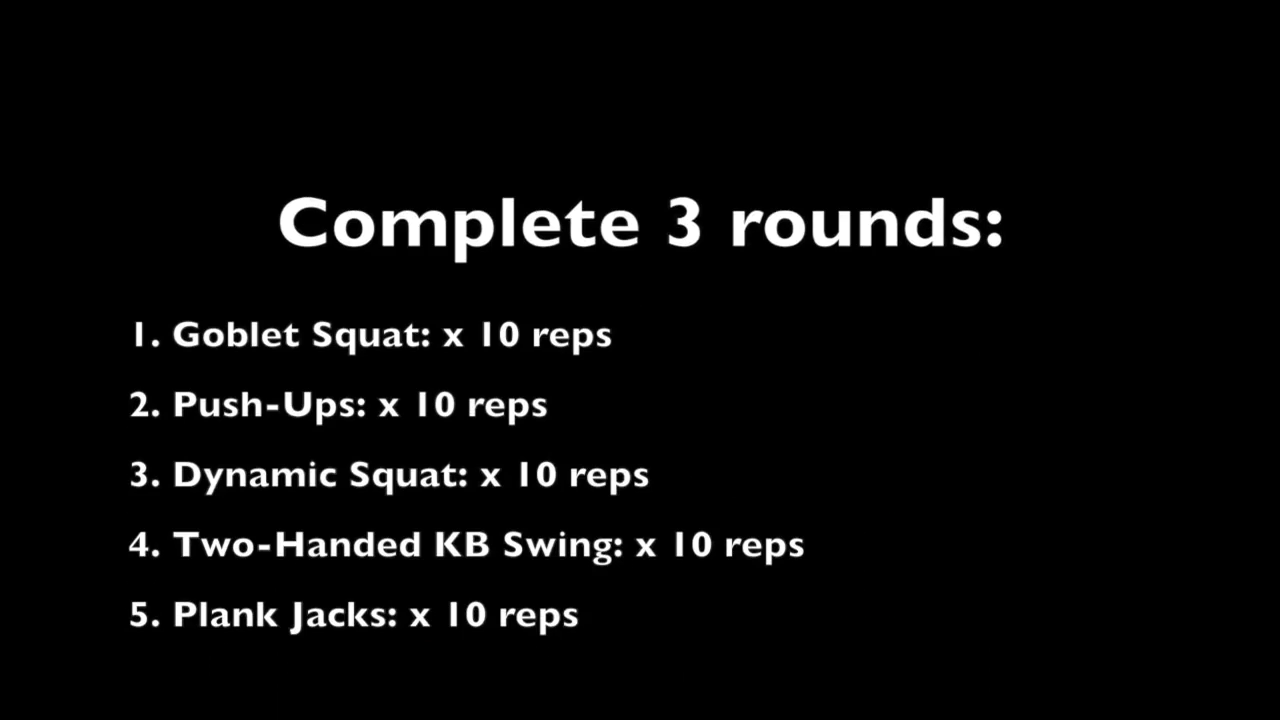 Complete 3 rounds:
1. Goblet Squat: x 10 reps
2. Push-Ups: x 10 reps
3. Dynamic Squat: x 10 reps
4. Two-Handed KB Swing: x 10 reps
5. Plank Jacks: x 10 reps